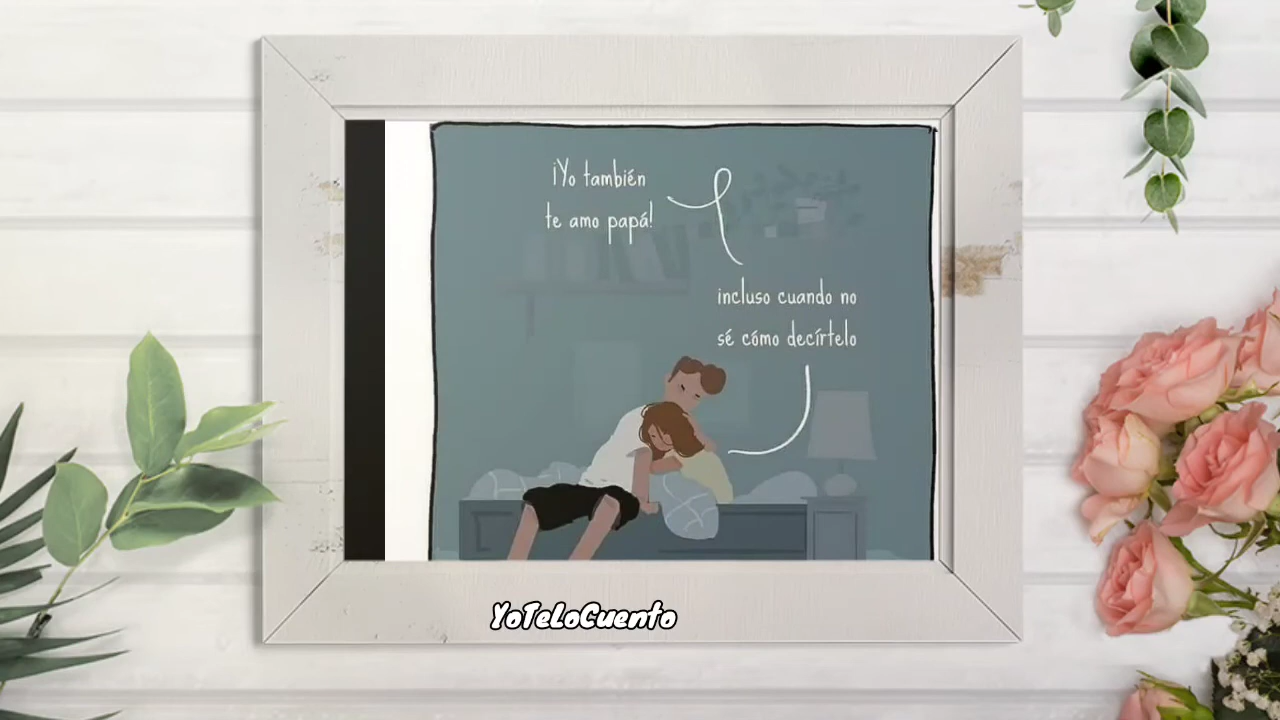 ¡Yo también
te amo papá!
incluso cuando no
sé cómo decírtelo
YoTeLoCuento